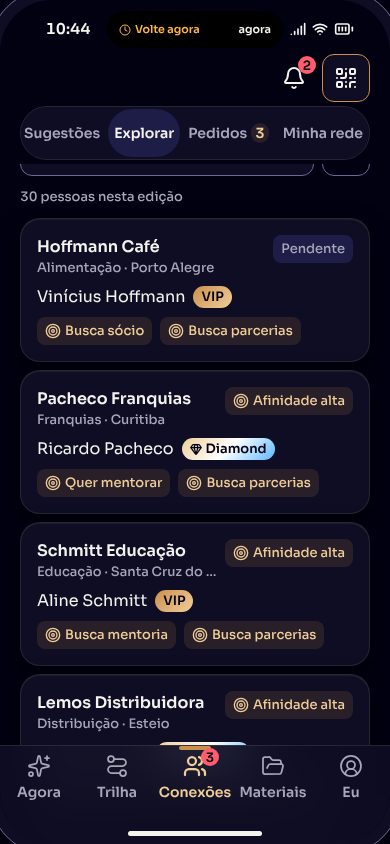 10:44
Volte agora
agora
2
Sugestões
Explorar
Pedidos 3
Minha rede
30 pessoas nesta edição
Hoffmann Café
Pendente
Alimentação · Porto Alegre
Vinícius Hoffmann VIP
Busca sócio
Busca parcerias
Pacheco Franquias
Afinidade alta
Franquias · Curitiba
Ricardo Pacheco Diamond
Quer mentorar
Busca parcerias
Schmitt Educação
Afinidade alta
Educação · Santa Cruz do ...
Aline Schmitt VIP
Busca mentoria
Busca parcerias
Lemos Distribuidora
Afinidade alta
Distribuição · Esteio
3
Agora
Trilha
Conexões
Materiais
Eu